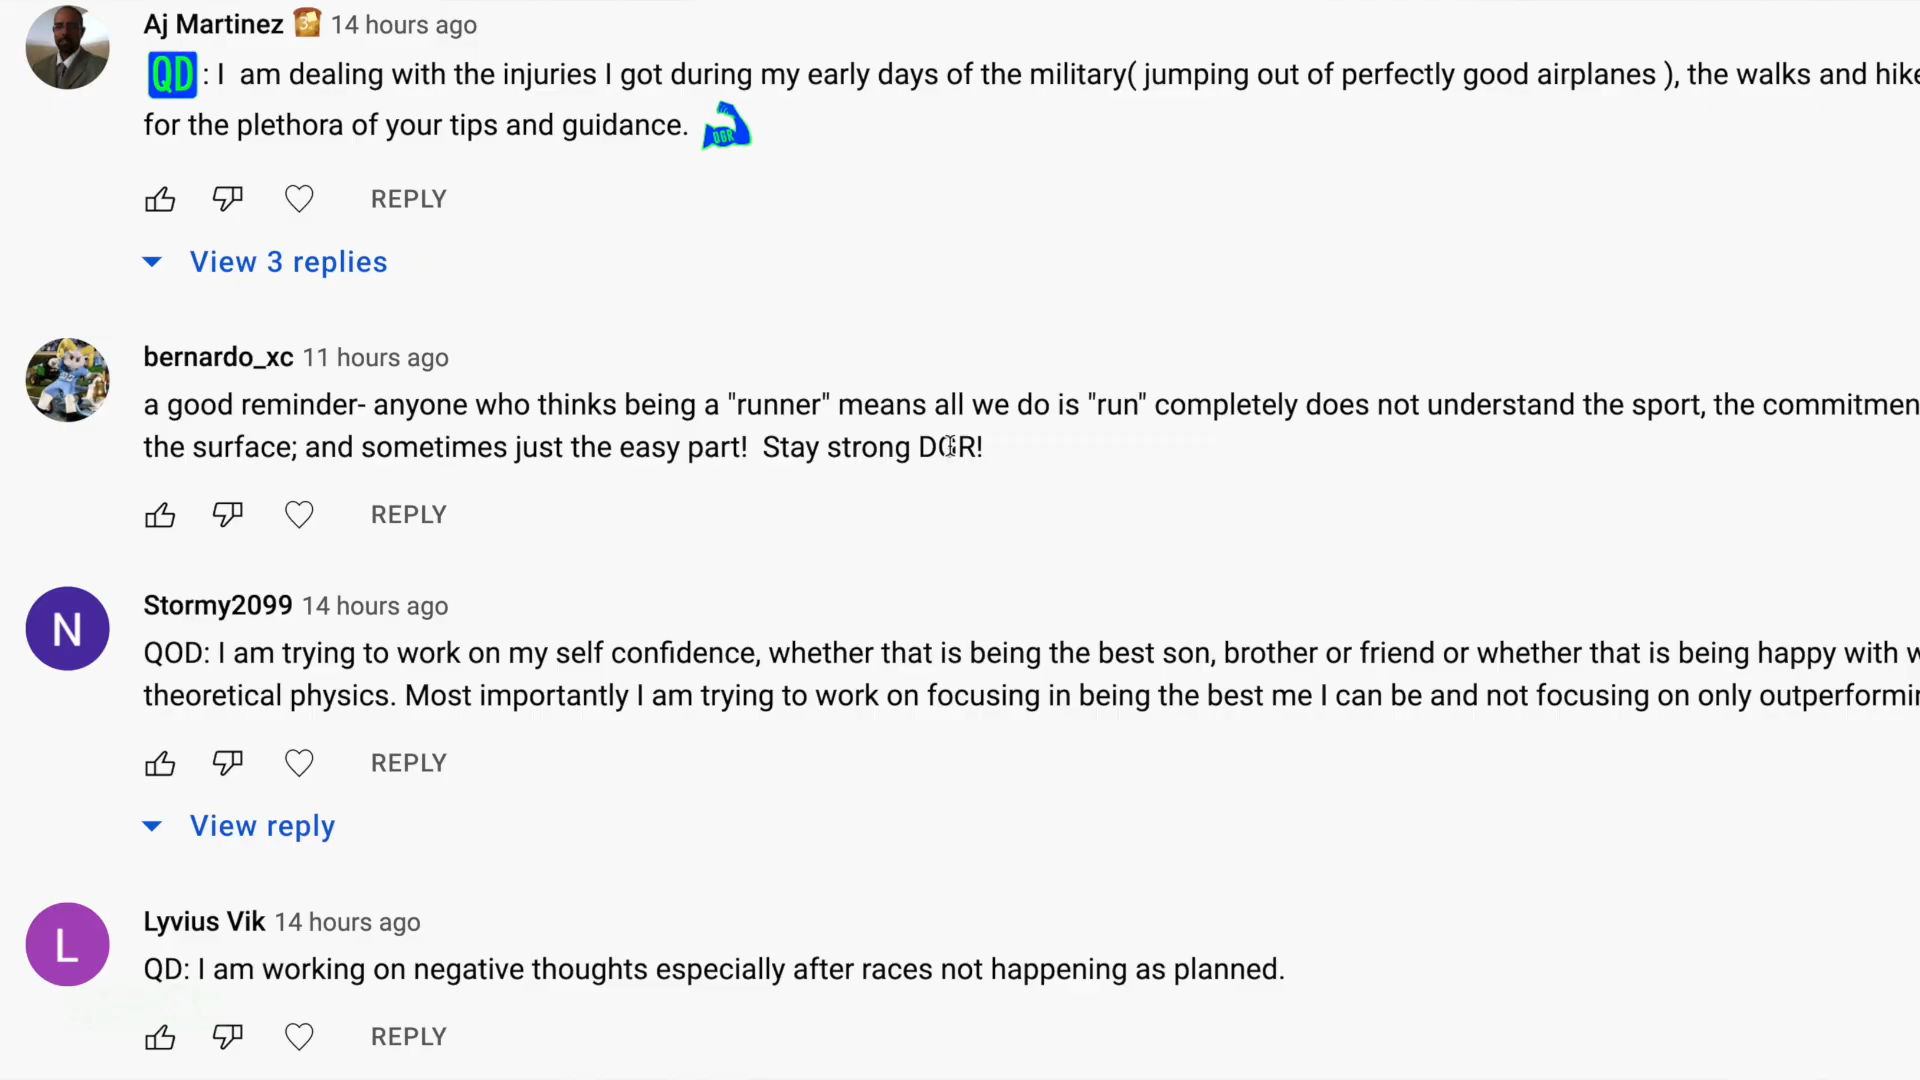 Aj Martinez 14 hours ago
QD : I am dealing with the injuries I got during my early days of the military( jumping out of perfectly good airplanes ), the walks and hike
for the plethora of your tips and guidance. DGR
REPLY
View 3 replies
bernardo_xc 11 hours ago
a good reminder- anyone who thinks being a "runner" means all we do is "run" completely does not understand the sport, the commitmen
the surface; and sometimes just the easy part! Stay strong DGR!
REPLY
N
Stormy2099 14 hours ago
QOD: I am trying to work on my self confidence, whether that is being the best son, brother or friend or whether that is being happy with w
theoretical physics. Most importantly I am trying to work on focusing in being the best me I can be and not focusing on only outperformin
REPLY
View reply
L
Lyvius Vik 14 hours ago
QD: I am working on negative thoughts especially after races not happening as planned.
REPLY